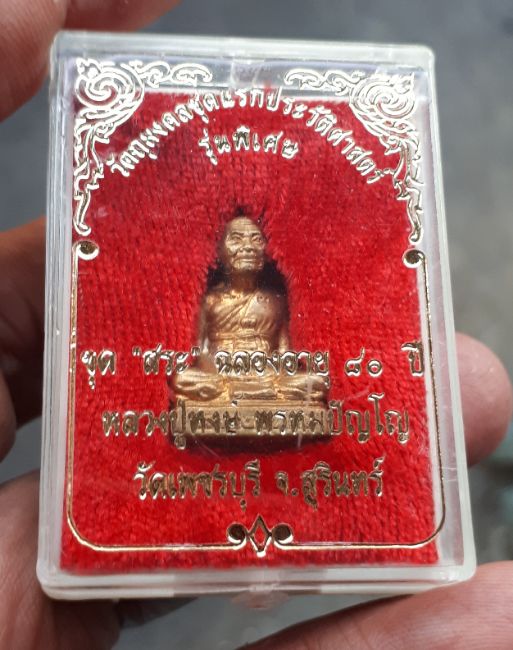 วัตถุมงคลชุดแรกประวัติศาสตร์
รุ่นพิเศษ
ชุด "สระ" ฉลองอายุ ๘๐ ปี
หลวงปู่หงษ์ พรหมปัญโญ
วัดเพชรบุรี จ.สุรินทร์